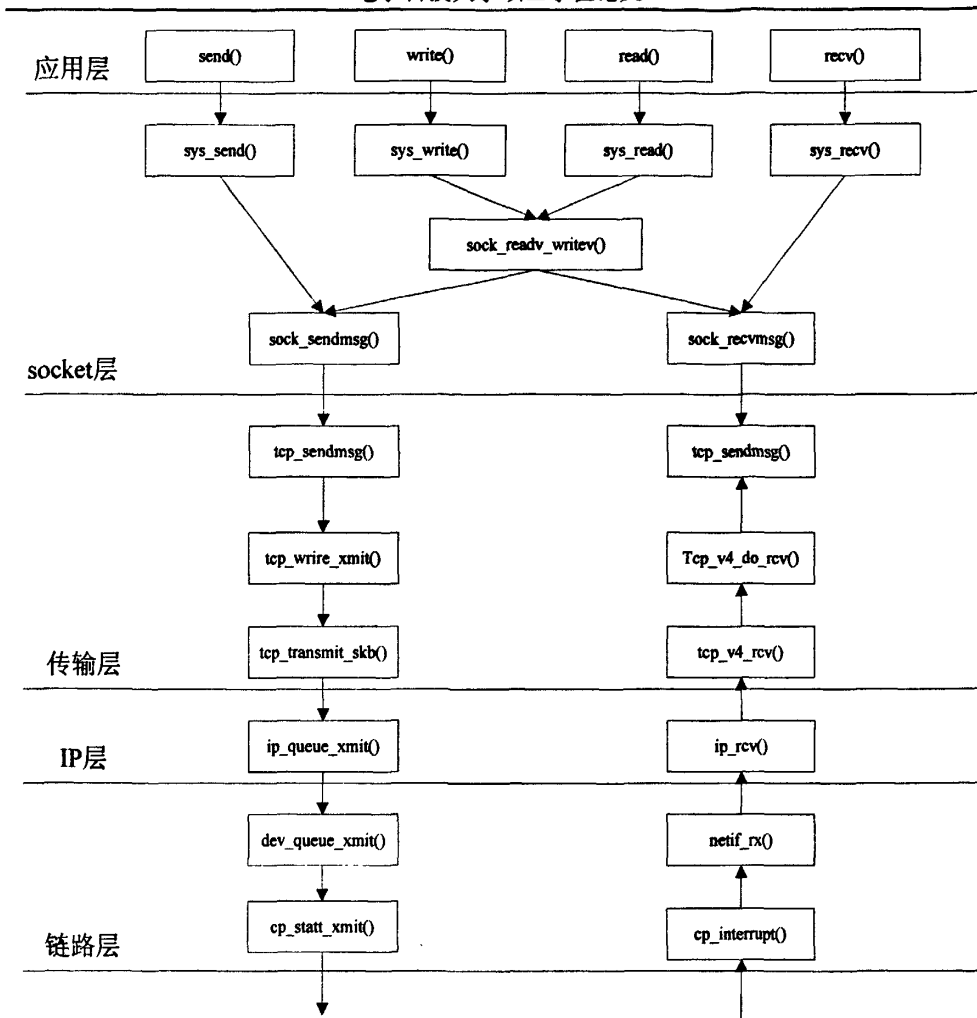 应用层
send()
write()
read()
recv()
sys_send()
sys_write()
sys_read()
sys_recv()
sock_readv_writev()
sock_sendmsg()
sock_recvmsg()
socket层
tcp_sendmsg()
tcp_sendmsg()
tcp_wrire_xmit()
Tcp_v4_do_rcv()
传输层
tcp_transmit_skb()
tcp_v4_rcv()
IP层
ip_queue_xmit()
ip_rcv()
dev_queue_xmit()
netif_rx()
链路层
cp_statt_xmit()
cp_interrupt()